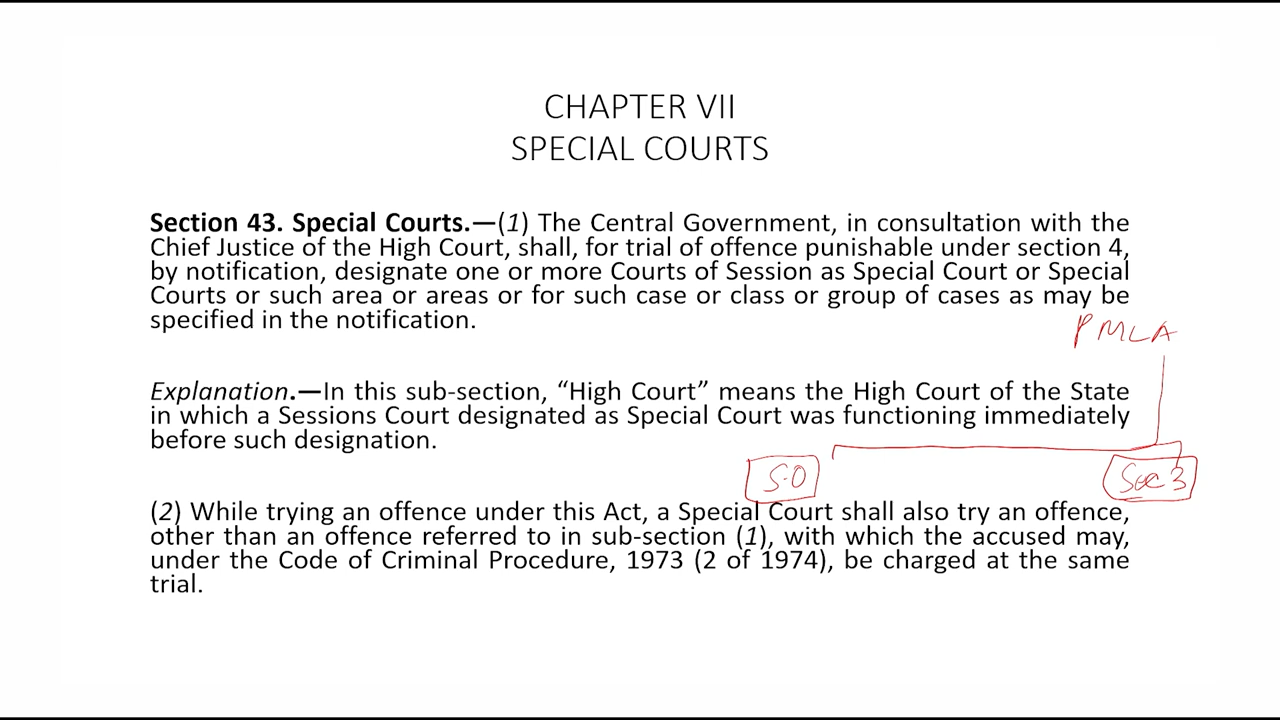 CHAPTER VII
SPECIAL COURTS
Section 43. Special Courts.—(1) The Central Government, in consultation with the
Chief Justice of the High Court, shall, for trial of offence punishable under section 4,
by notification, designate one or more Courts of Session as Special Court or Special
Courts or such area or areas or for such case or class or group of cases as may be
specified in the notification.
PMLA
Explanation.—In this sub-section, “High Court” means the High Court of the State
in which a Sessions Court designated as Special Court was functioning immediately
before such designation.
S.O Sec 3
(2) While trying an offence under this Act, a Special Court shall also try an offence,
other than an offence referred to in sub-section (1), with which the accused may,
under the Code of Criminal Procedure, 1973 (2 of 1974), be charged at the same
trial.